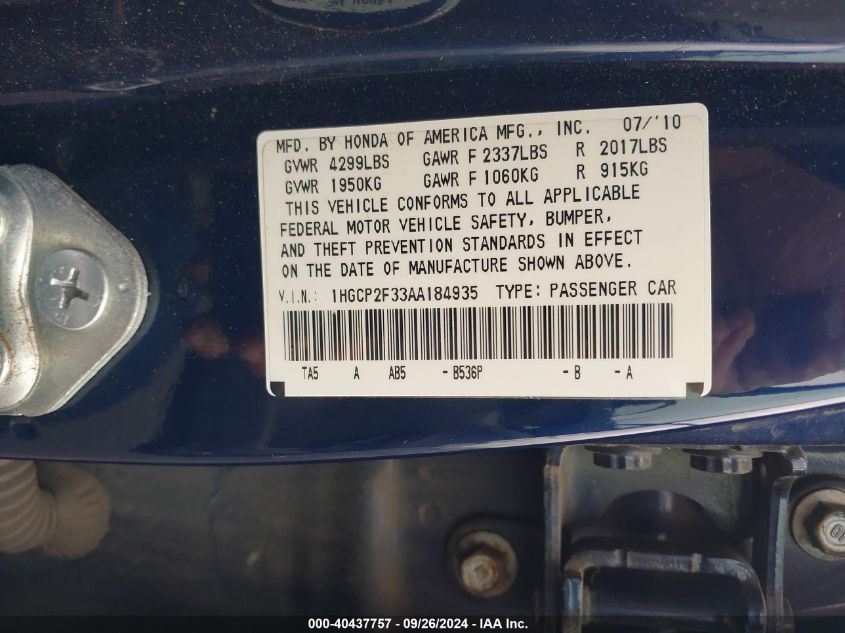 MFD. BY HONDA OF AMERICA MFG., INC. 07/'10
GVWR 4299LBS GAWR F 2337LBS R 2017LBS
GVWR 1950KG GAWR F 1060KG R 915KG
THIS VEHICLE CONFORMS TO ALL APPLICABLE
FEDERAL MOTOR VEHICLE SAFETY, BUMPER,
AND THEFT PREVENTION STANDARDS IN EFFECT
ON THE DATE OF MANUFACTURE SHOWN ABOVE.
V.I.N.: 1HGCP2F33AA184935 TYPE: PASSENGER CAR
TA5 A AB5 - B536P - B - A
000-40437757 - 09/26/2024 - IAA Inc.